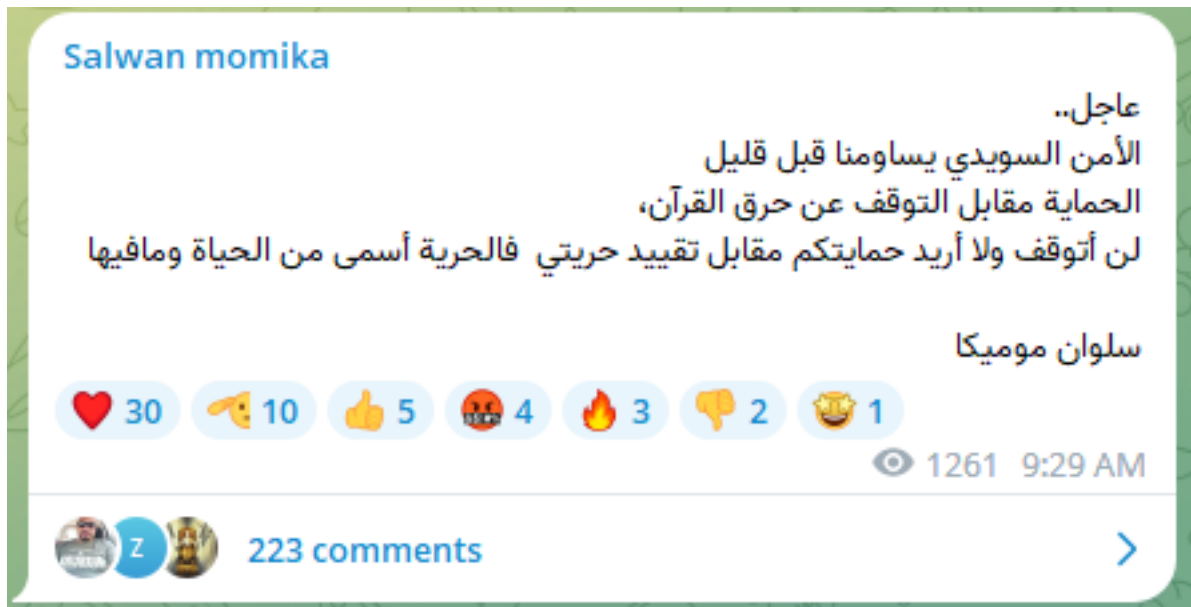 Salwan momika
عاجل..
الأمن السويدي يساومنا قبل قليل
الحماية مقابل التوقف عن حرق القرآن،
لن أتوقف ولا أريد حمايتكم مقابل تقييد حريتي  فالحرية أسمى من الحياة ومافيها
سلوان موميكا
30 10 5 4 3 2 1
1261 9:29 AM
Z 223 comments